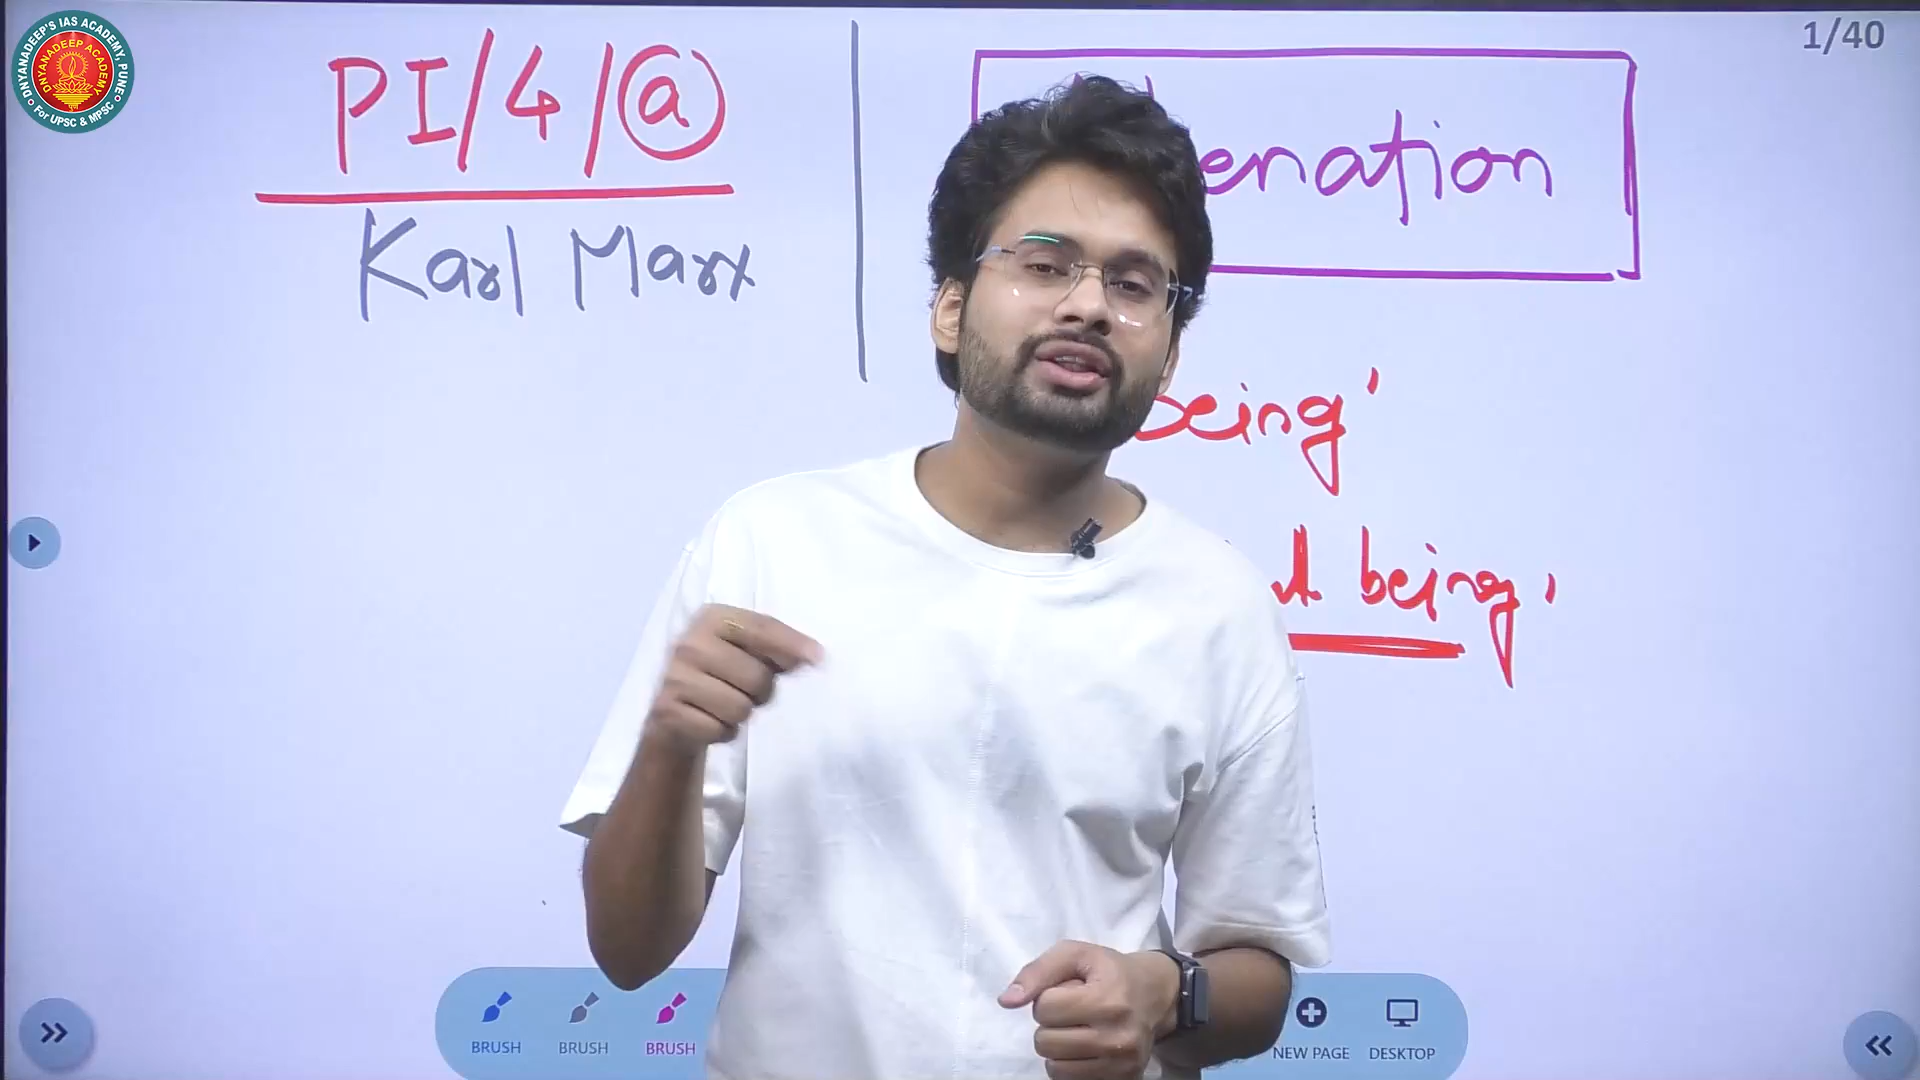 DNYANADEEP'S IAS ACADEMY, PUNE
DNYANADEEP ACADEMY
For UPSC & MPSC
1/40
PI/4/a
Karl Marx
enation
being'
being'
BRUSH
BRUSH
BRUSH
NEW PAGE
DESKTOP